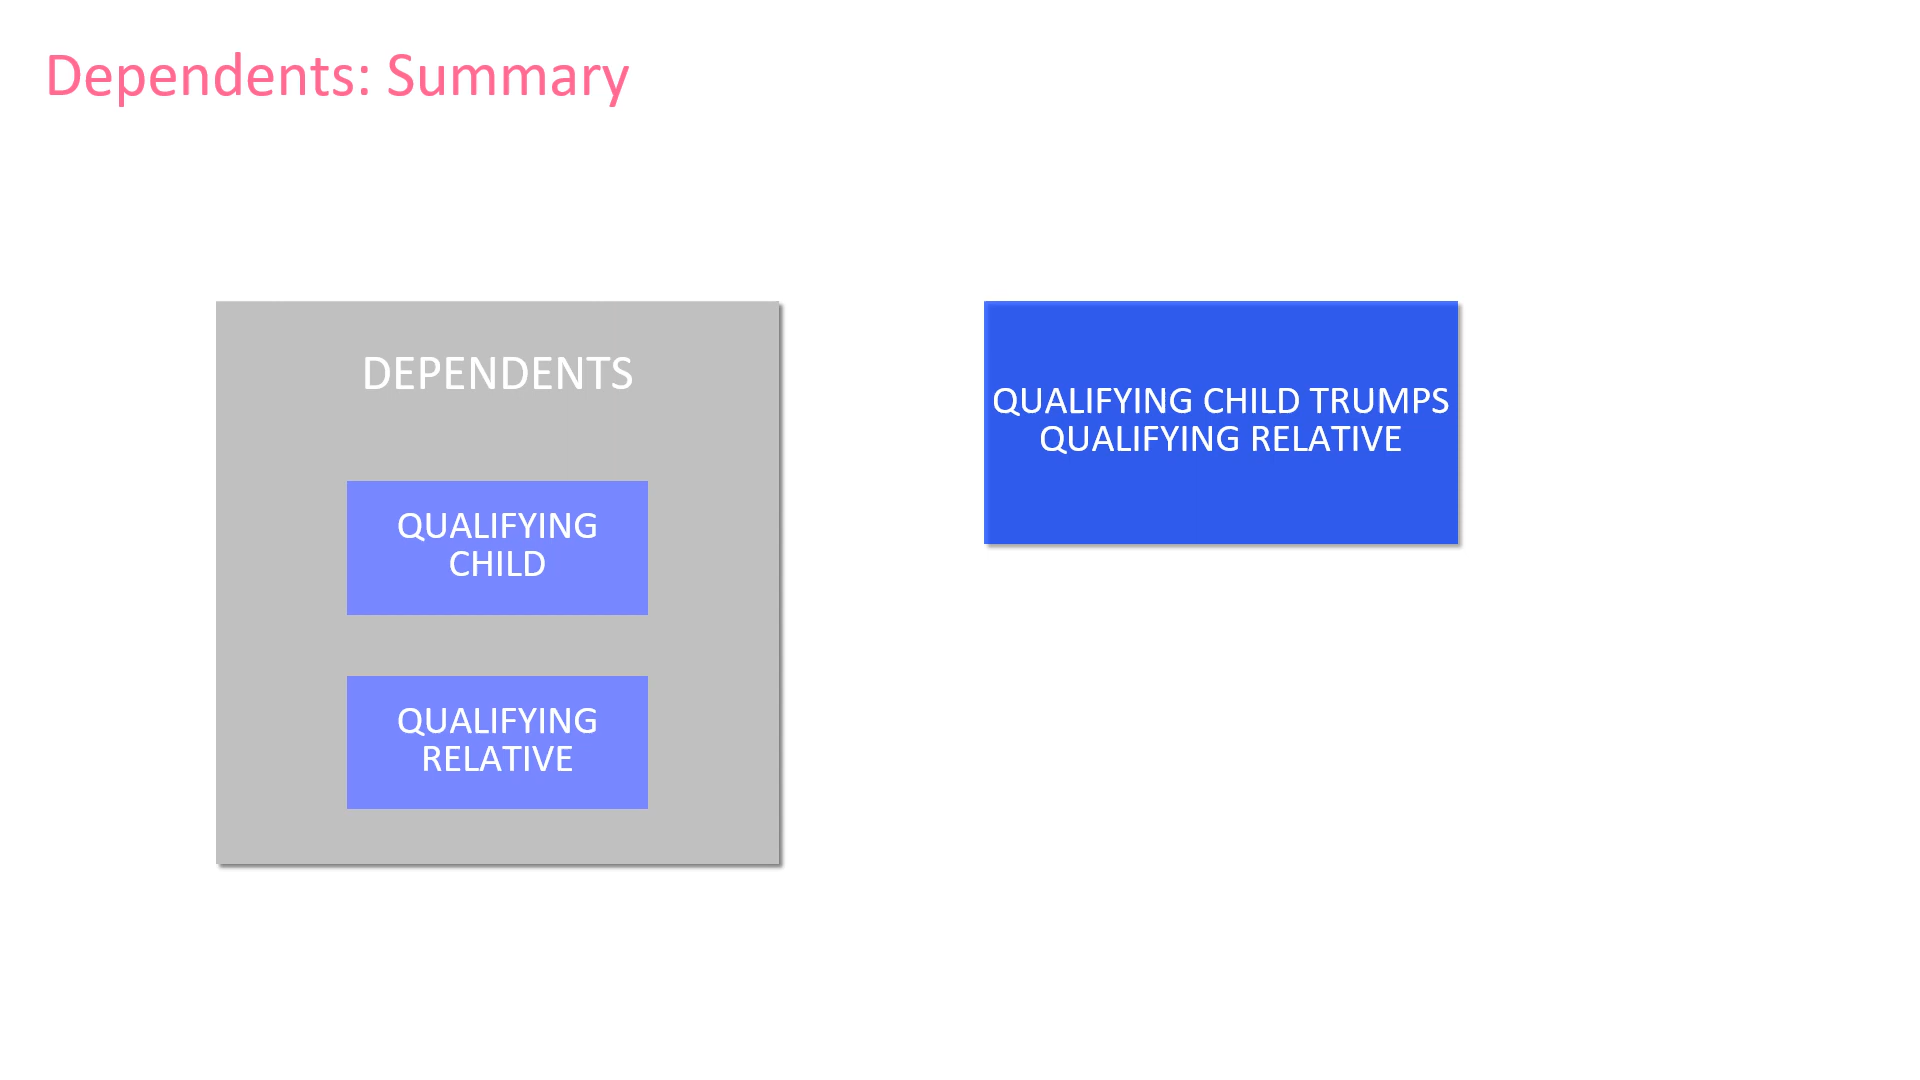 Dependents: Summary
DEPENDENTS
QUALIFYING
CHILD
QUALIFYING
RELATIVE
QUALIFYING CHILD TRUMPS
QUALIFYING RELATIVE